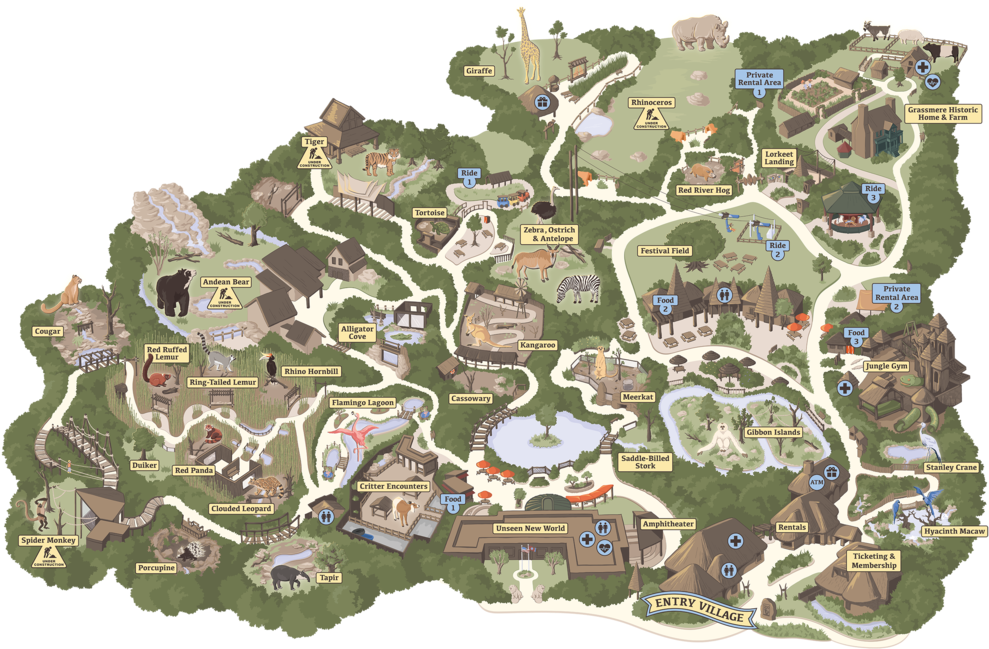 Giraffe
Rhinoceros
UNDER
CONSTRUCTION
Private
Rental Area
1
Grassmere Historic
Home & Farm
Tiger
UNDER
CONSTRUCTION
Lorkeet
Landing
Ride
1
Red River Hog
Ride
3
Tortoise
Zebra, Ostrich
& Antelope
Festival Field
Ride
2
Andean Bear
UNDER
CONSTRUCTION
Private
Rental Area
2
Food
2
Cougar
Alligator
Cove
Food
3
Kangaroo
Red Ruffed
Lemur
Ring-Tailed Lemur
Rhino Hornbill
Jungle Gym
Cassowary
Meerkat
Flamingo Lagoon
Gibbon Islands
Duiker
Red Panda
Saddle-Billed
Stork
Stanley Crane
Critter Encounters
ATM
Clouded Leopard
Food
1
Unseen New World
Amphitheater
Rentals
Hyacinth Macaw
Spider Monkey
UNDER
CONSTRUCTION
Porcupine
Tapir
Ticketing &
Membership
ENTRY VILLAGE